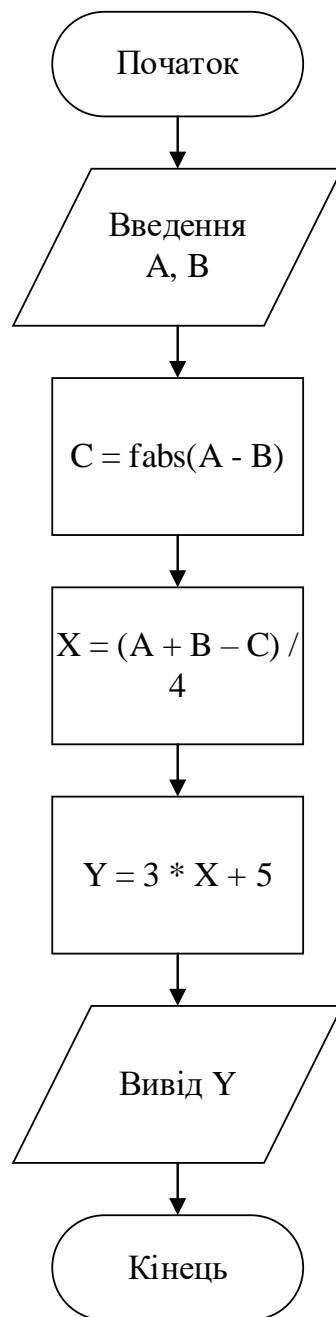 Початок
Введення
A, B
C = fabs(A - B)
X = (A + B – C) /
4
Y = 3 * X + 5
Вивід Y
Кінець